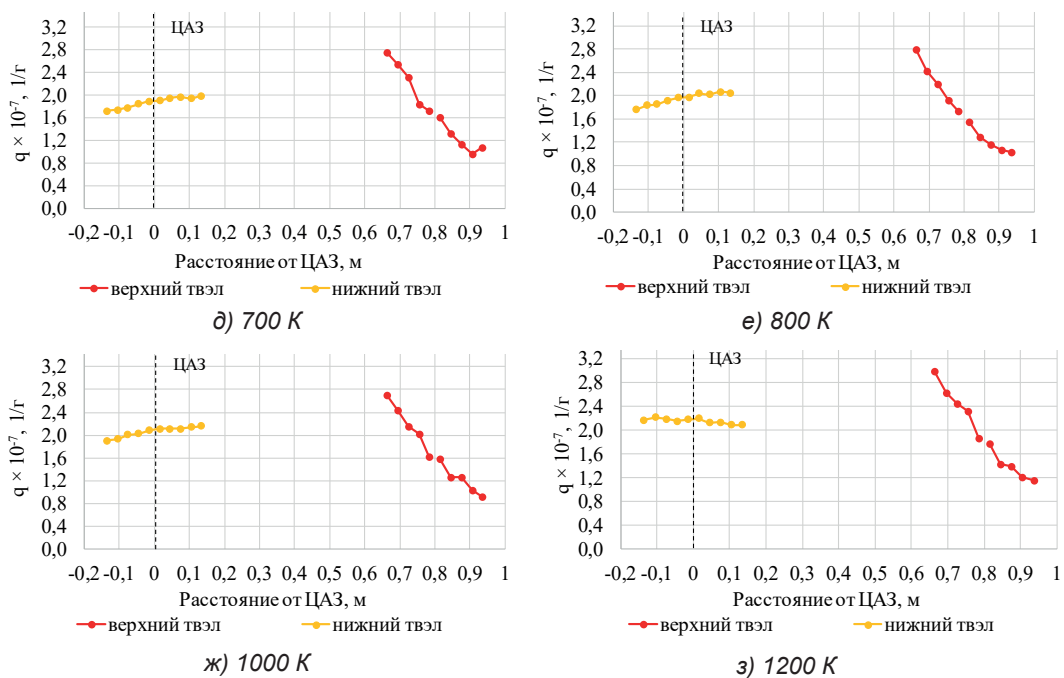 3,2
2,8
2,4
2,0
1,6
1,2
0,8
0,4
0,0
q × 10⁻⁷, 1/г
ЦАЗ
-0,2 -0,1 0 0,1 0,2 0,3 0,4 0,5 0,6 0,7 0,8 0,9 1
Расстояние от ЦАЗ, м
верхний твэл нижний твэл
д) 700 К
3,2
2,8
2,4
2,0
1,6
1,2
0,8
0,4
0,0
q × 10⁻⁷, 1/г
ЦАЗ
-0,2 -0,1 0 0,1 0,2 0,3 0,4 0,5 0,6 0,7 0,8 0,9 1
Расстояние от ЦАЗ, м
верхний твэл нижний твэл
е) 800 К
3,2
2,8
2,4
2,0
1,6
1,2
0,8
0,4
0,0
q × 10⁻⁷, 1/г
ЦАЗ
-0,2 -0,1 0 0,1 0,2 0,3 0,4 0,5 0,6 0,7 0,8 0,9 1
Расстояние от ЦАЗ, м
верхний твэл нижний твэл
ж) 1000 К
3,2
2,8
2,4
2,0
1,6
1,2
0,8
0,4
0,0
q × 10⁻⁷, 1/г
ЦАЗ
-0,2 -0,1 0 0,1 0,2 0,3 0,4 0,5 0,6 0,7 0,8 0,9 1
Расстояние от ЦАЗ, м
верхний твэл нижний твэл
з) 1200 К